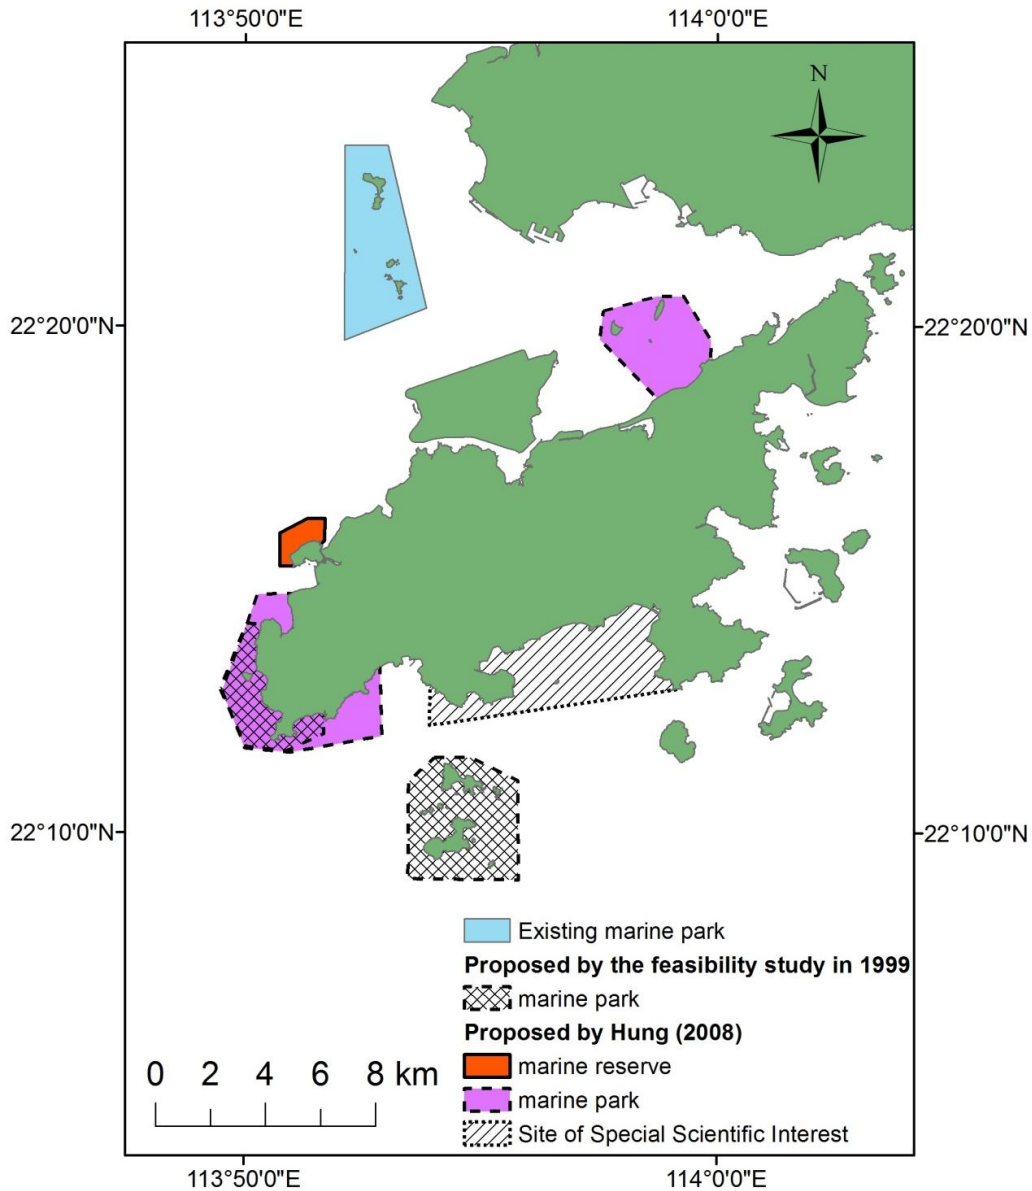 113°50'0"E 114°0'0"E
N
22°20'0"N 22°20'0"N
22°10'0"N 22°10'0"N
Existing marine park
Proposed by the feasibility study in 1999
marine park
Proposed by Hung (2008)
marine reserve
marine park
Site of Special Scientific Interest
0 2 4 6 8 km
113°50'0"E 114°0'0"E